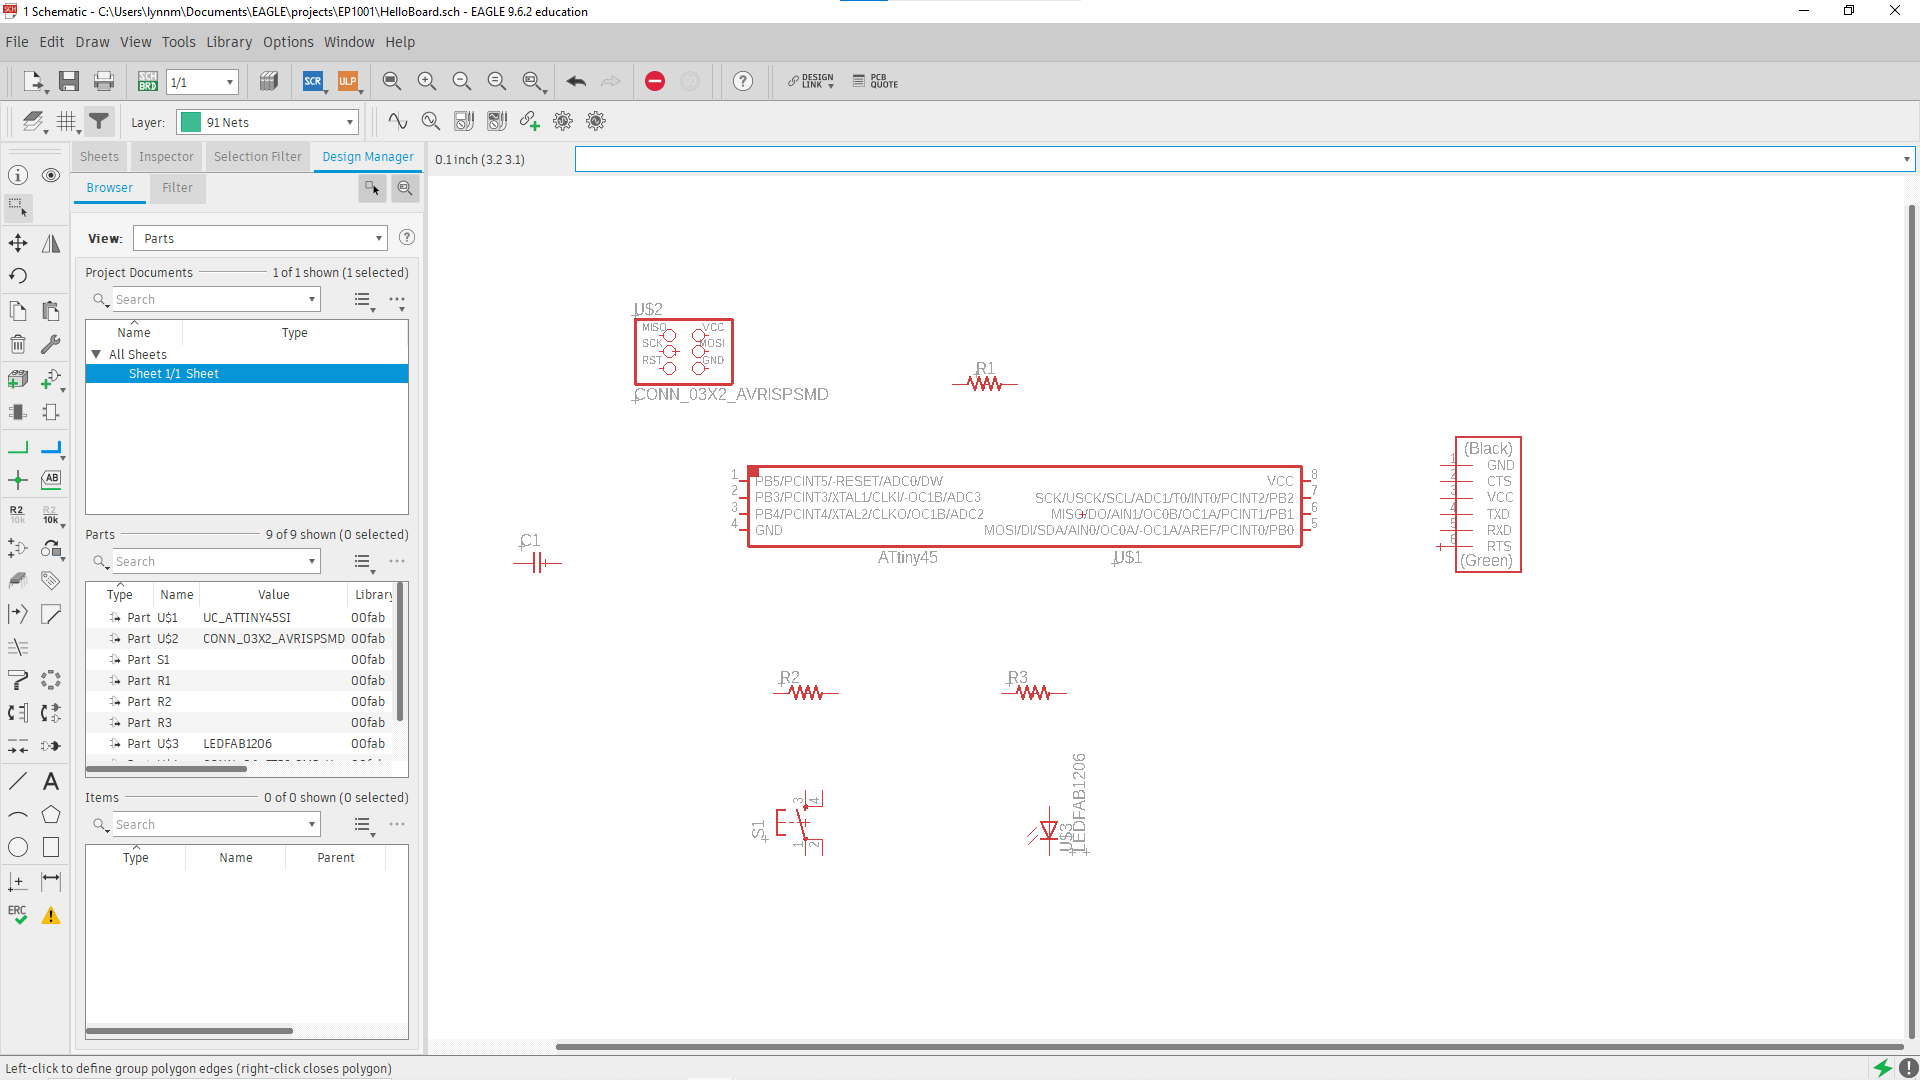 1 Schematic - C:\Users\lynnm\Documents\EAGLE\projects\EP1001\HelloBoard.sch - EAGLE 9.6.2 education
File Edit Draw View Tools Library Options Window Help
SCH BRD 1/1 SCR ULP GO DESIGN LINK PCB QUOTE
Layer: 91 Nets
Sheets Inspector Selection Filter Design Manager
0.1 inch (3.2 3.1)
Browser Filter
View: Parts
Project Documents 1 of 1 shown (1 selected)
Search
Name Type
All Sheets
Sheet 1/1 Sheet
R2 10k R2 10k
Parts 9 of 9 shown (0 selected)
Search
Type Name Value Library
Part U$1 UC_ATTINY45SI 00fab
Part U$2 CONN_03X2_AVRISPSMD 00fab
Part S1 00fab
Part R1 00fab
Part R2 00fab
Part R3 00fab
Part U$3 LEDFAB1206 00fab
Items 0 of 0 shown (0 selected)
Search
Type Name Parent
AB
A
ERC
U$2
MISO VCC
SCK MOSI
RST GND
CONN_03X2_AVRISPSMD
R1
1 PB5/PCINT5/-RESET/ADC0/DW VCC 8
2 PB3/PCINT3/XTAL1/CLKI/-OC1B/ADC3 SCK/USCK/SCL/ADC1/T0/INT0/PCINT2/PB2 7
3 PB4/PCINT4/XTAL2/CLKO/OC1B/ADC2 MISO/DO/AIN1/OC0B/OC1A/PCINT1/PB1 6
4 GND MOSI/DI/SDA/AIN0/OC0A/-OC1A/AREF/PCINT0/PB0 5
ATtiny45 U$1
C1
(Black)
1 GND
2 CTS
3 VCC
4 TXD
5 RXD
6 RTS
(Green)
R2
R3
S1
3 4
1 2
U$3
LEDFAB1206
Left-click to define group polygon edges (right-click closes polygon)